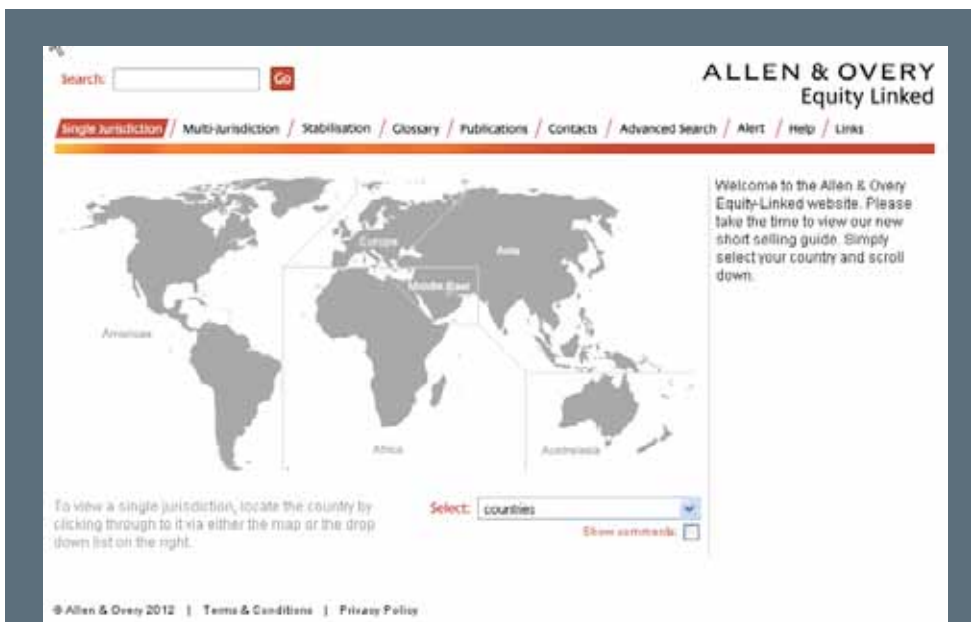 Search:
Go
ALLEN & OVERY
Equity Linked
Single Jurisdiction / Multi-Jurisdiction / Stabilisation / Glossary / Publications / Contacts / Advanced Search / Alert / Help / Links
Welcome to the Allen & Overy
Equity-Linked website. Please
take the time to view our new
short selling guide. Simply
select your country and scroll
down.
Europe
Asia
Middle East
Americas
Africa
Australasia
To view a single jurisdiction, locate the country by
clicking through to it via either the map or the drop
down list on the right.
Select: countries
Show comments:
© Allen & Overy 2012 | Terms & Conditions | Privacy Policy